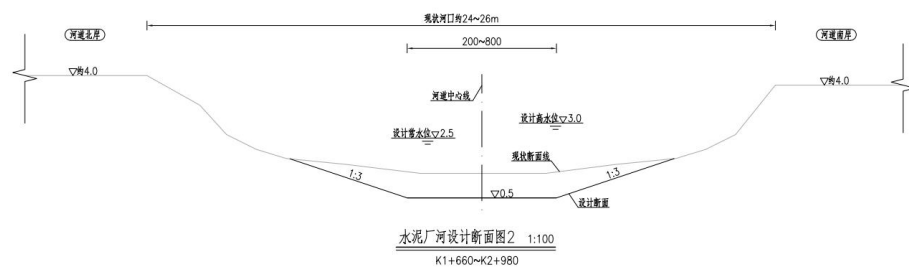 现状河口约24~26m
河道北岸
河道南岸
200~800
▽约4.0
▽约4.0
河道中心线
设计常水位▽2.5
设计高水位▽3.0
现状断面线
1:3
1:3
▽0.5
设计断面
水泥厂河设计断面图2 1:100
K1+660~K2+980